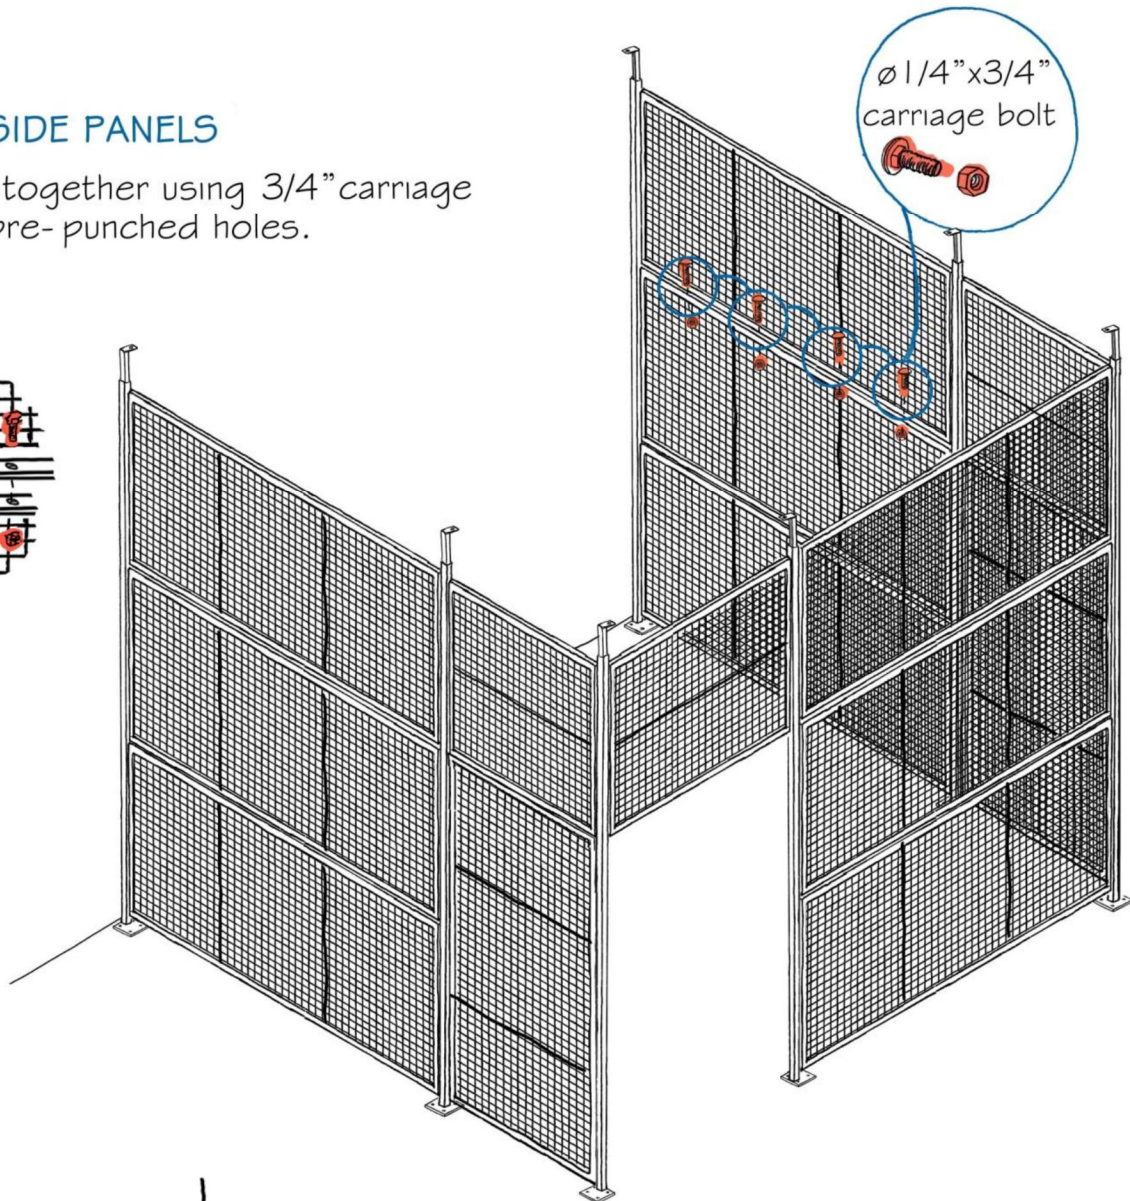 SIDE PANELS
together using 3/4" carriage
pre-punched holes.
ø1/4"x3/4"
carriage bolt